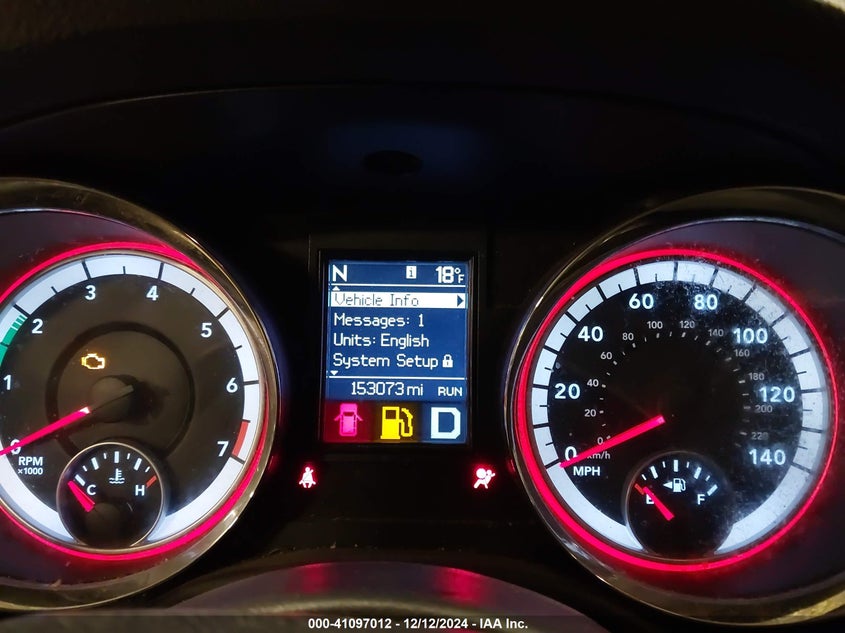 N i 18°F
Vehicle Info
Messages: 1
Units: English
System Setup
153073 mi RUN
D
0 1 2 3 4 5 6 7
RPM
x1000
C H
0 20 40 60 80 100 120 140
0 20 40 60 80 100 120 140 160 180 200 220
km/h
MPH
E F
000-41097012 - 12/12/2024 - IAA Inc.